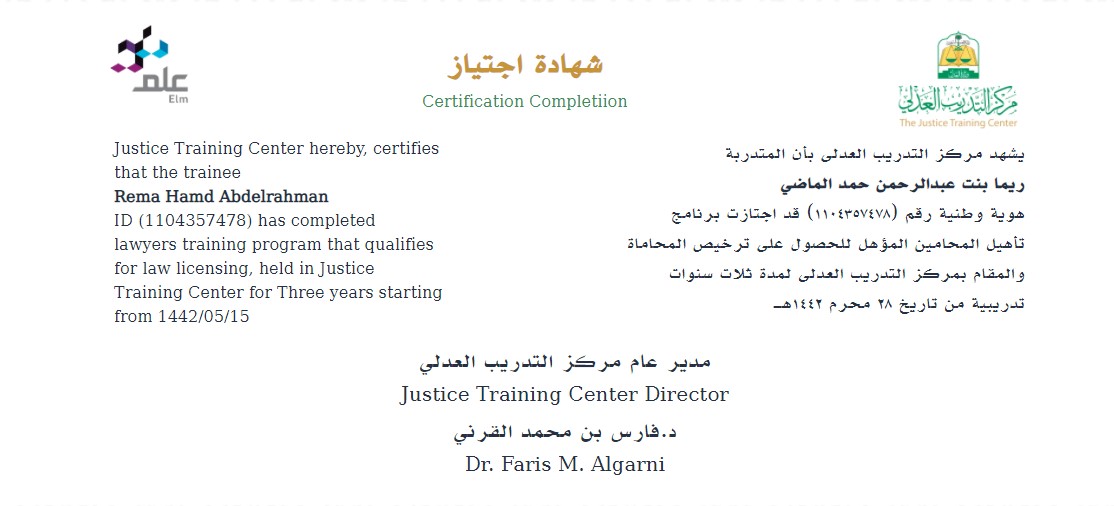 علم
Elm
شهادة اجتياز
Certification Completiion
مركز التدريب العدلي
The Justice Training Center
Justice Training Center hereby, certifies
that the trainee
Rema Hamd Abdelrahman
ID (1104357478) has completed
lawyers training program that qualifies
for law licensing, held in Justice
Training Center for Three years starting
from 1442/05/15
يشهد مركز التدريب العدلي بأن المتدربة
ريما بنت عبدالرحمن حمد الماضي
هوية وطنية رقم (١١٠٤٣٥٧٤٧٨) قد اجتازت برنامج
تأهيل المحامين المؤهل للحصول على ترخيص المحاماة
والمقام بمركز التدريب العدلي لمدة ثلاث سنوات
تدريبية من تاريخ ٢٨ محرم ١٤٤٢هـ
مدير عام مركز التدريب العدلي
Justice Training Center Director
د.فارس بن محمد القرني
Dr. Faris M. Algarni